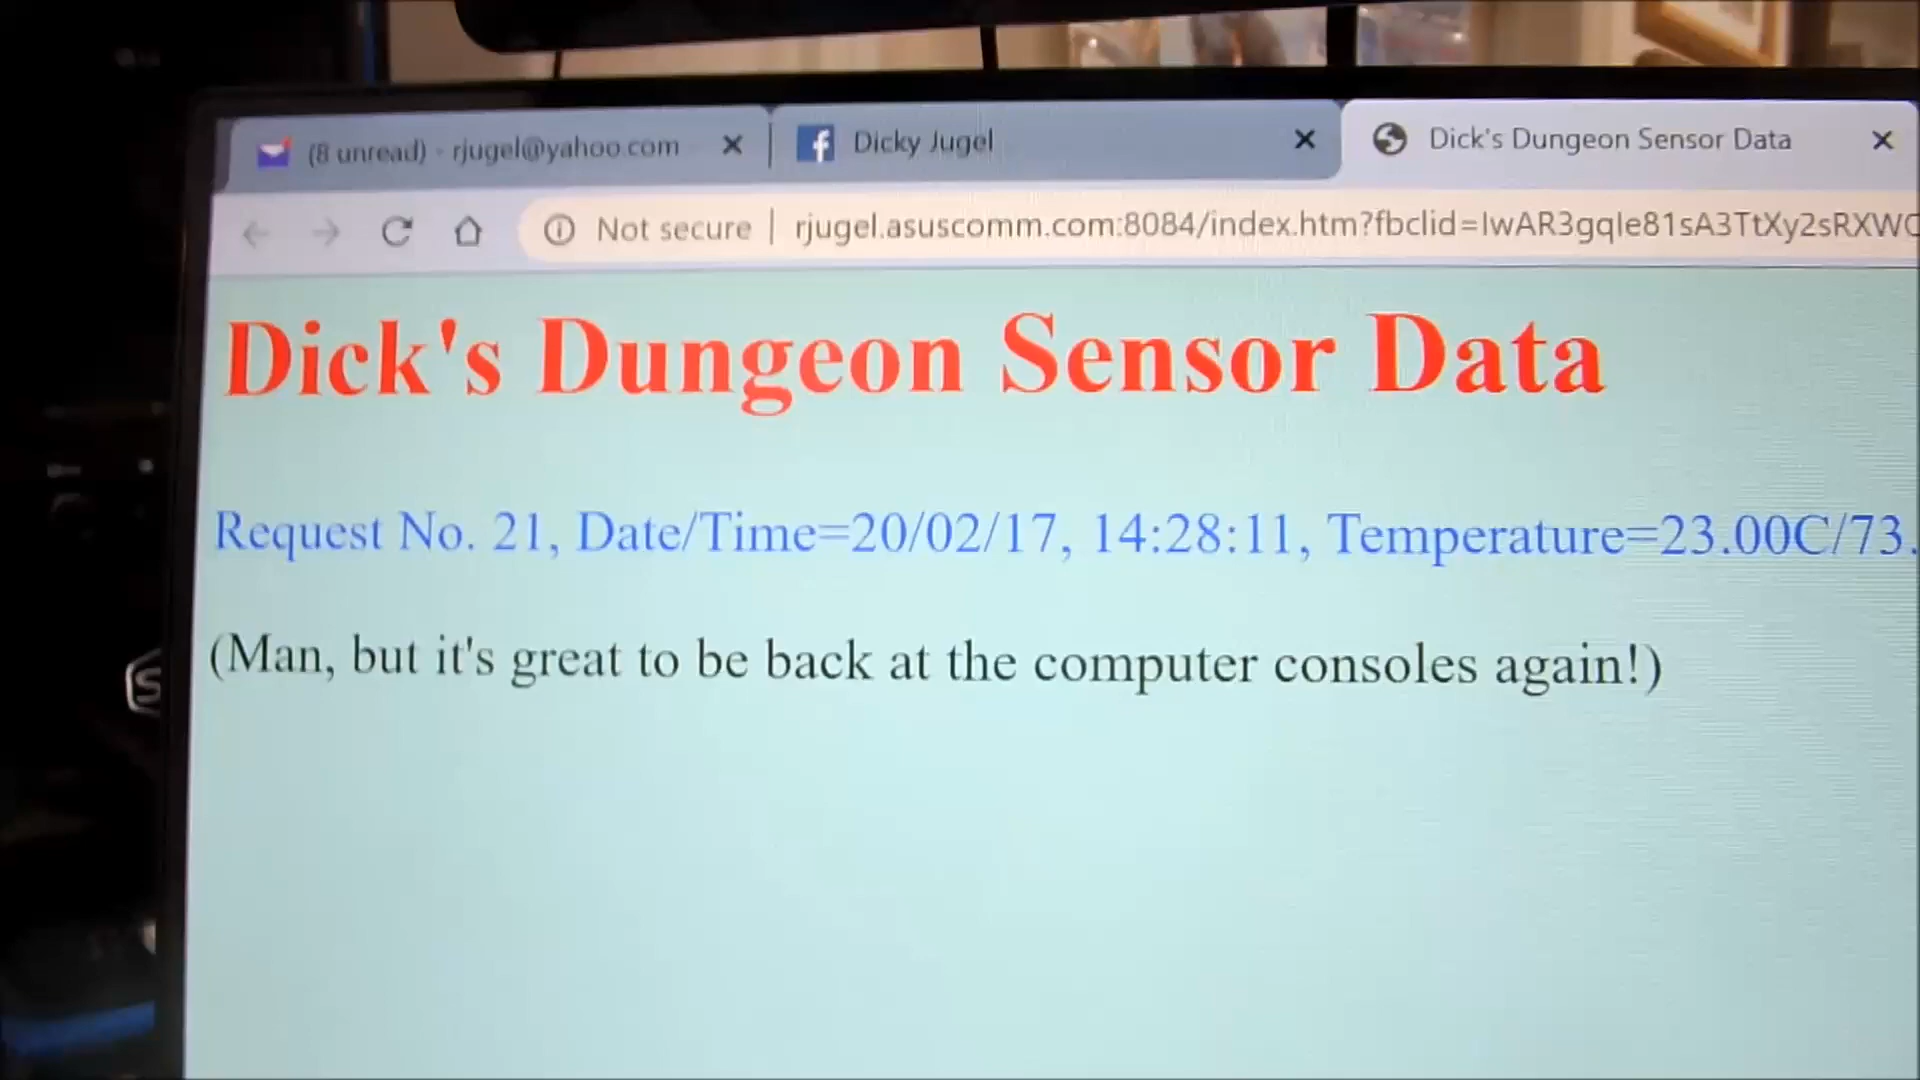 (8 unread) - rjugel@yahoo.com
Dicky Jugel
Dick's Dungeon Sensor Data
Not secure | rjugel.asuscomm.com:8084/index.htm?fbclid=IwAR3gqle81sA3TtXy2sRXWC
Dick's Dungeon Sensor Data
Request No. 21, Date/Time=20/02/17, 14:28:11, Temperature=23.00C/73.
(Man, but it's great to be back at the computer consoles again!)